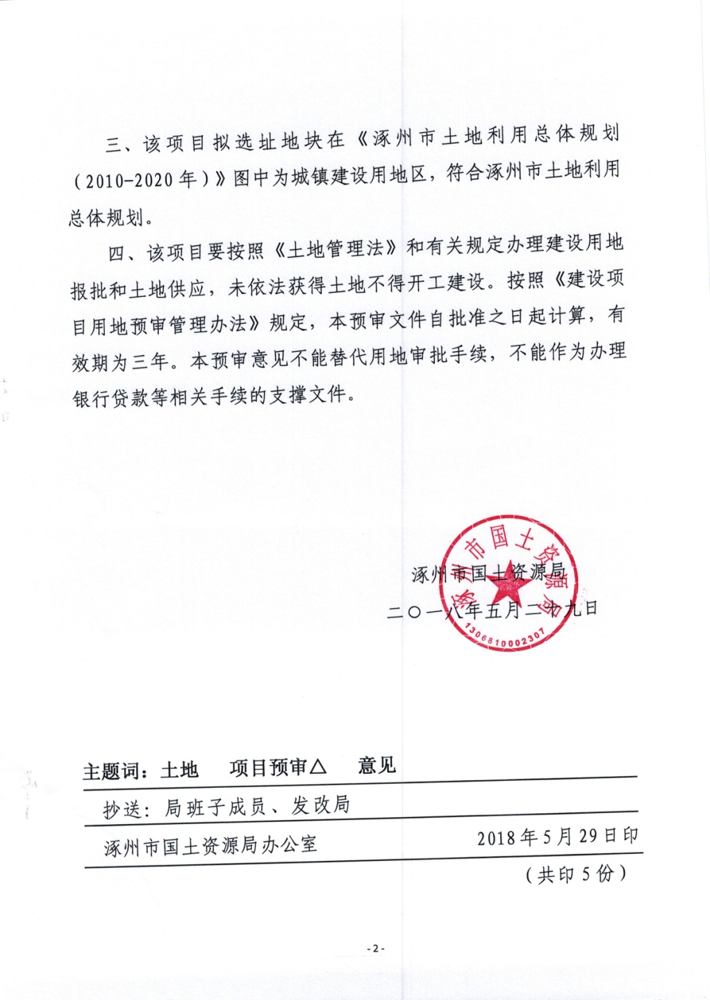 三、该项目拟选址地块在《涿州市土地利用总体规划
（2010-2020年）》图中为城镇建设用地区，符合涿州市土地利用
总体规划。
四、该项目要按照《土地管理法》和有关规定办理建设用地
报批和土地供应，未依法获得土地不得开工建设。按照《建设项
目用地预审管理办法》规定，本预审文件自批准之日起计算，有
效期为三年。本预审意见不能替代用地审批手续，不能作为办理
银行贷款等相关手续的支撑文件。
涿州市国土资源局
涿州市国土资源局
二〇一八年五月二十九日
1306810002307
主题词：土地 项目预审△ 意见
抄送：局班子成员、发改局
涿州市国土资源局办公室 2018年5月29日印
（共印5份）
-2-